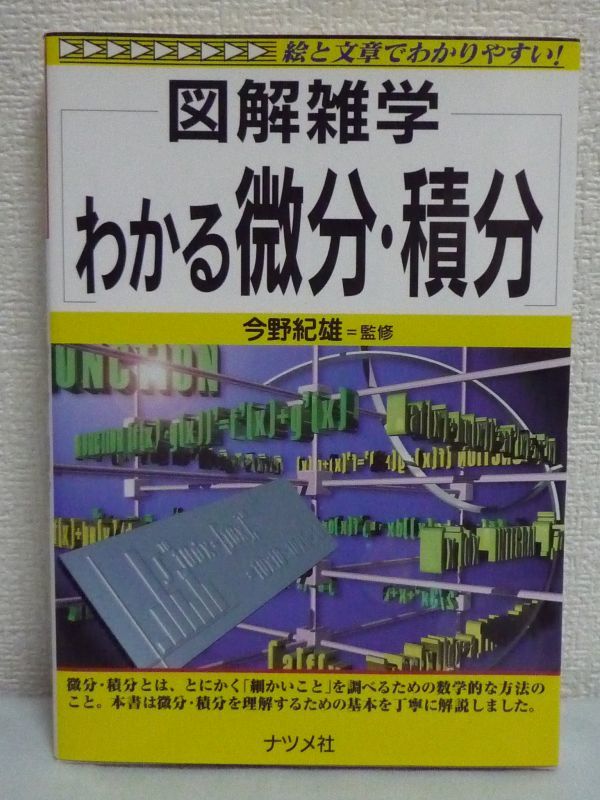 絵と文章でわかりやすい!
図解雑学
わかる微分・積分
今野紀雄=監修
UNCTION
微分・積分とは、とにかく「細かいこと」を調べるための数学的な方法の
こと。本書は微分・積分を理解するための基本を丁寧に解説しました。
ナツメ社